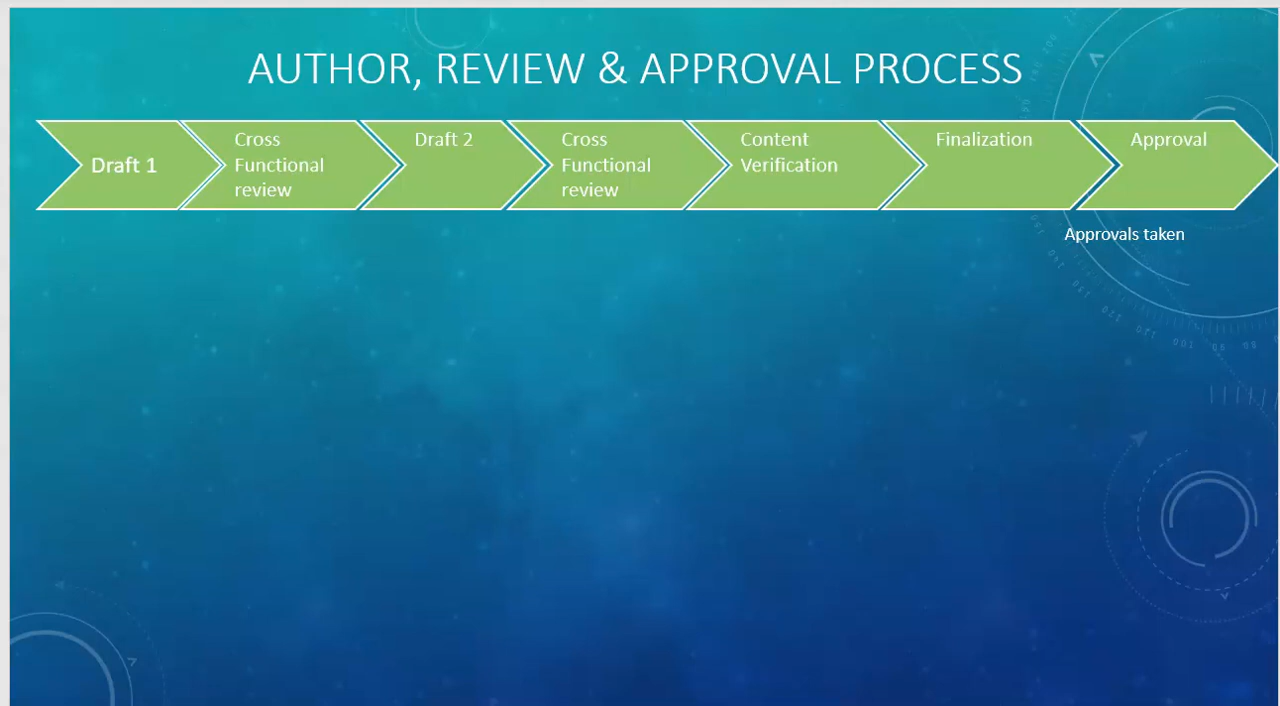 AUTHOR, REVIEW & APPROVAL PROCESS
Draft 1
Cross
Functional
review
Draft 2
Cross
Functional
review
Content
Verification
Finalization
Approval
Approvals taken